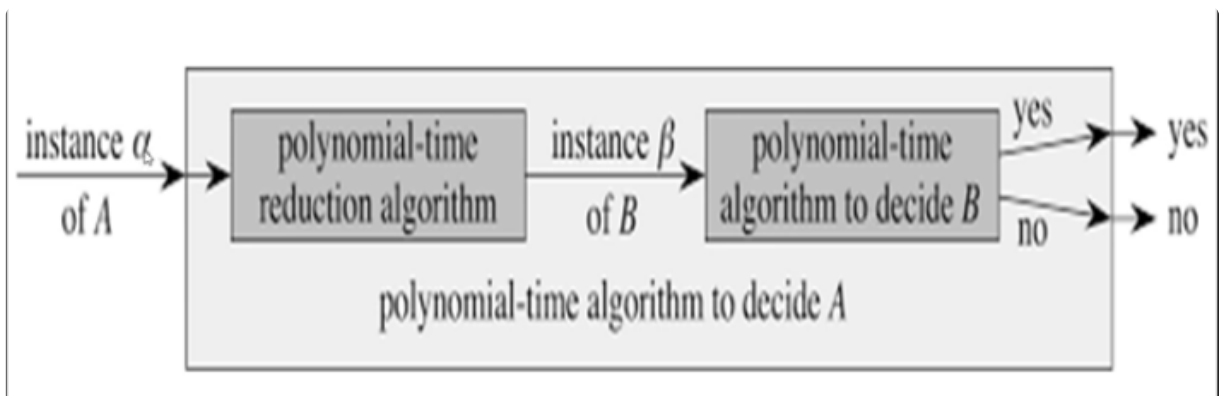 instance α
of A
polynomial-time
reduction algorithm
instance β
of B
polynomial-time
algorithm to decide B
yes
no
yes
no
polynomial-time algorithm to decide A